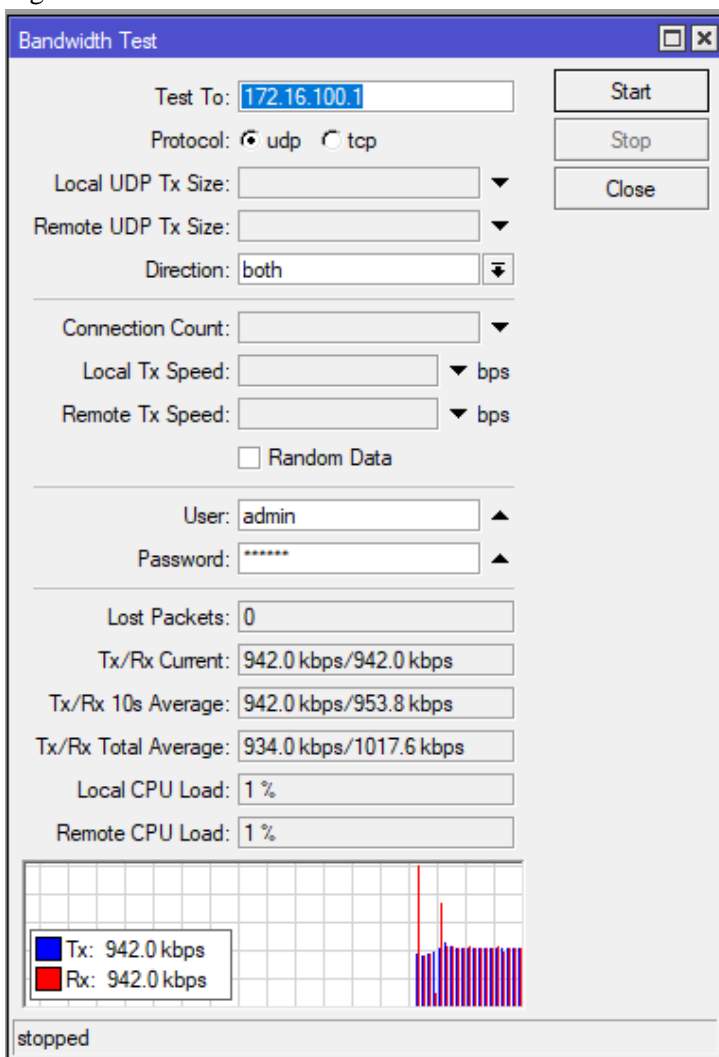 Bandwidth Test
Test To: 172.16.100.1
Start
Protocol: udp tcp
Stop
Local UDP Tx Size:
Close
Remote UDP Tx Size:
Direction: both
Connection Count:
Local Tx Speed: bps
Remote Tx Speed: bps
Random Data
User: admin
Password: ******
Lost Packets: 0
Tx/Rx Current: 942.0 kbps/942.0 kbps
Tx/Rx 10s Average: 942.0 kbps/953.8 kbps
Tx/Rx Total Average: 934.0 kbps/1017.6 kbps
Local CPU Load: 1 %
Remote CPU Load: 1 %
Tx: 942.0 kbps
Rx: 942.0 kbps
stopped